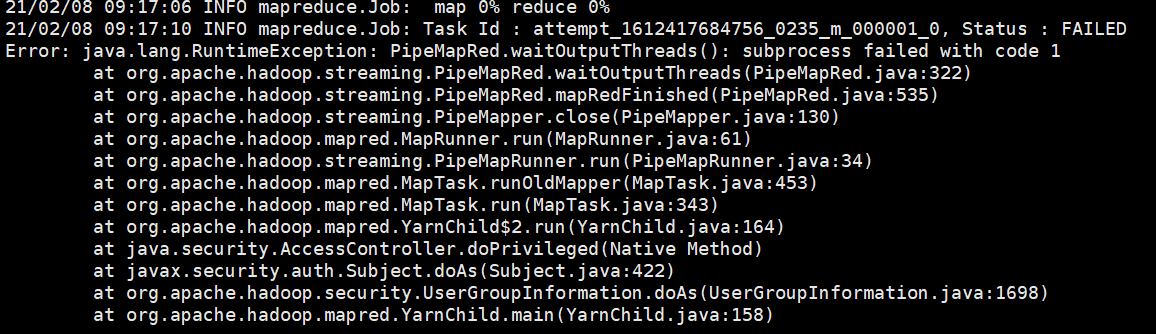 21/02/08 09:17:06 INFO mapreduce.Job:  map 0% reduce 0%
21/02/08 09:17:10 INFO mapreduce.Job: Task Id : attempt_1612417684756_0235_m_000001_0, Status : FAILED
Error: java.lang.RuntimeException: PipeMapRed.waitOutputThreads(): subprocess failed with code 1
        at org.apache.hadoop.streaming.PipeMapRed.waitOutputThreads(PipeMapRed.java:322)
        at org.apache.hadoop.streaming.PipeMapRed.mapRedFinished(PipeMapRed.java:535)
        at org.apache.hadoop.streaming.PipeMapper.close(PipeMapper.java:130)
        at org.apache.hadoop.mapred.MapRunner.run(MapRunner.java:61)
        at org.apache.hadoop.streaming.PipeMapRunner.run(PipeMapRunner.java:34)
        at org.apache.hadoop.mapred.MapTask.runOldMapper(MapTask.java:453)
        at org.apache.hadoop.mapred.MapTask.run(MapTask.java:343)
        at org.apache.hadoop.mapred.YarnChild$2.run(YarnChild.java:164)
        at java.security.AccessController.doPrivileged(Native Method)
        at javax.security.auth.Subject.doAs(Subject.java:422)
        at org.apache.hadoop.security.UserGroupInformation.doAs(UserGroupInformation.java:1698)
        at org.apache.hadoop.mapred.YarnChild.main(YarnChild.java:158)